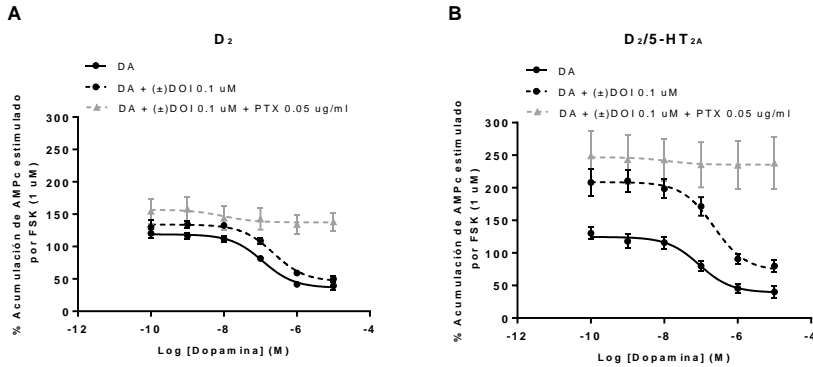 A
D2
DA
DA + (±)DOI 0.1 uM
DA + (±)DOI 0.1 uM + PTX 0.05 ug/ml
% Acumulación de AMPc estimulado
por FSK (1 uM)
300
250
200
150
100
50
0
-12
-10
-8
-6
-4
Log [Dopamina] (M)
B
D2/5-HT2A
DA
DA + (±)DOI 0.1 uM
DA + (±)DOI 0.1 uM + PTX 0.05 ug/ml
% Acumulación de AMPc estimulado
por FSK (1 uM)
300
250
200
150
100
50
0
-12
-10
-8
-6
-4
Log [Dopamina] (M)